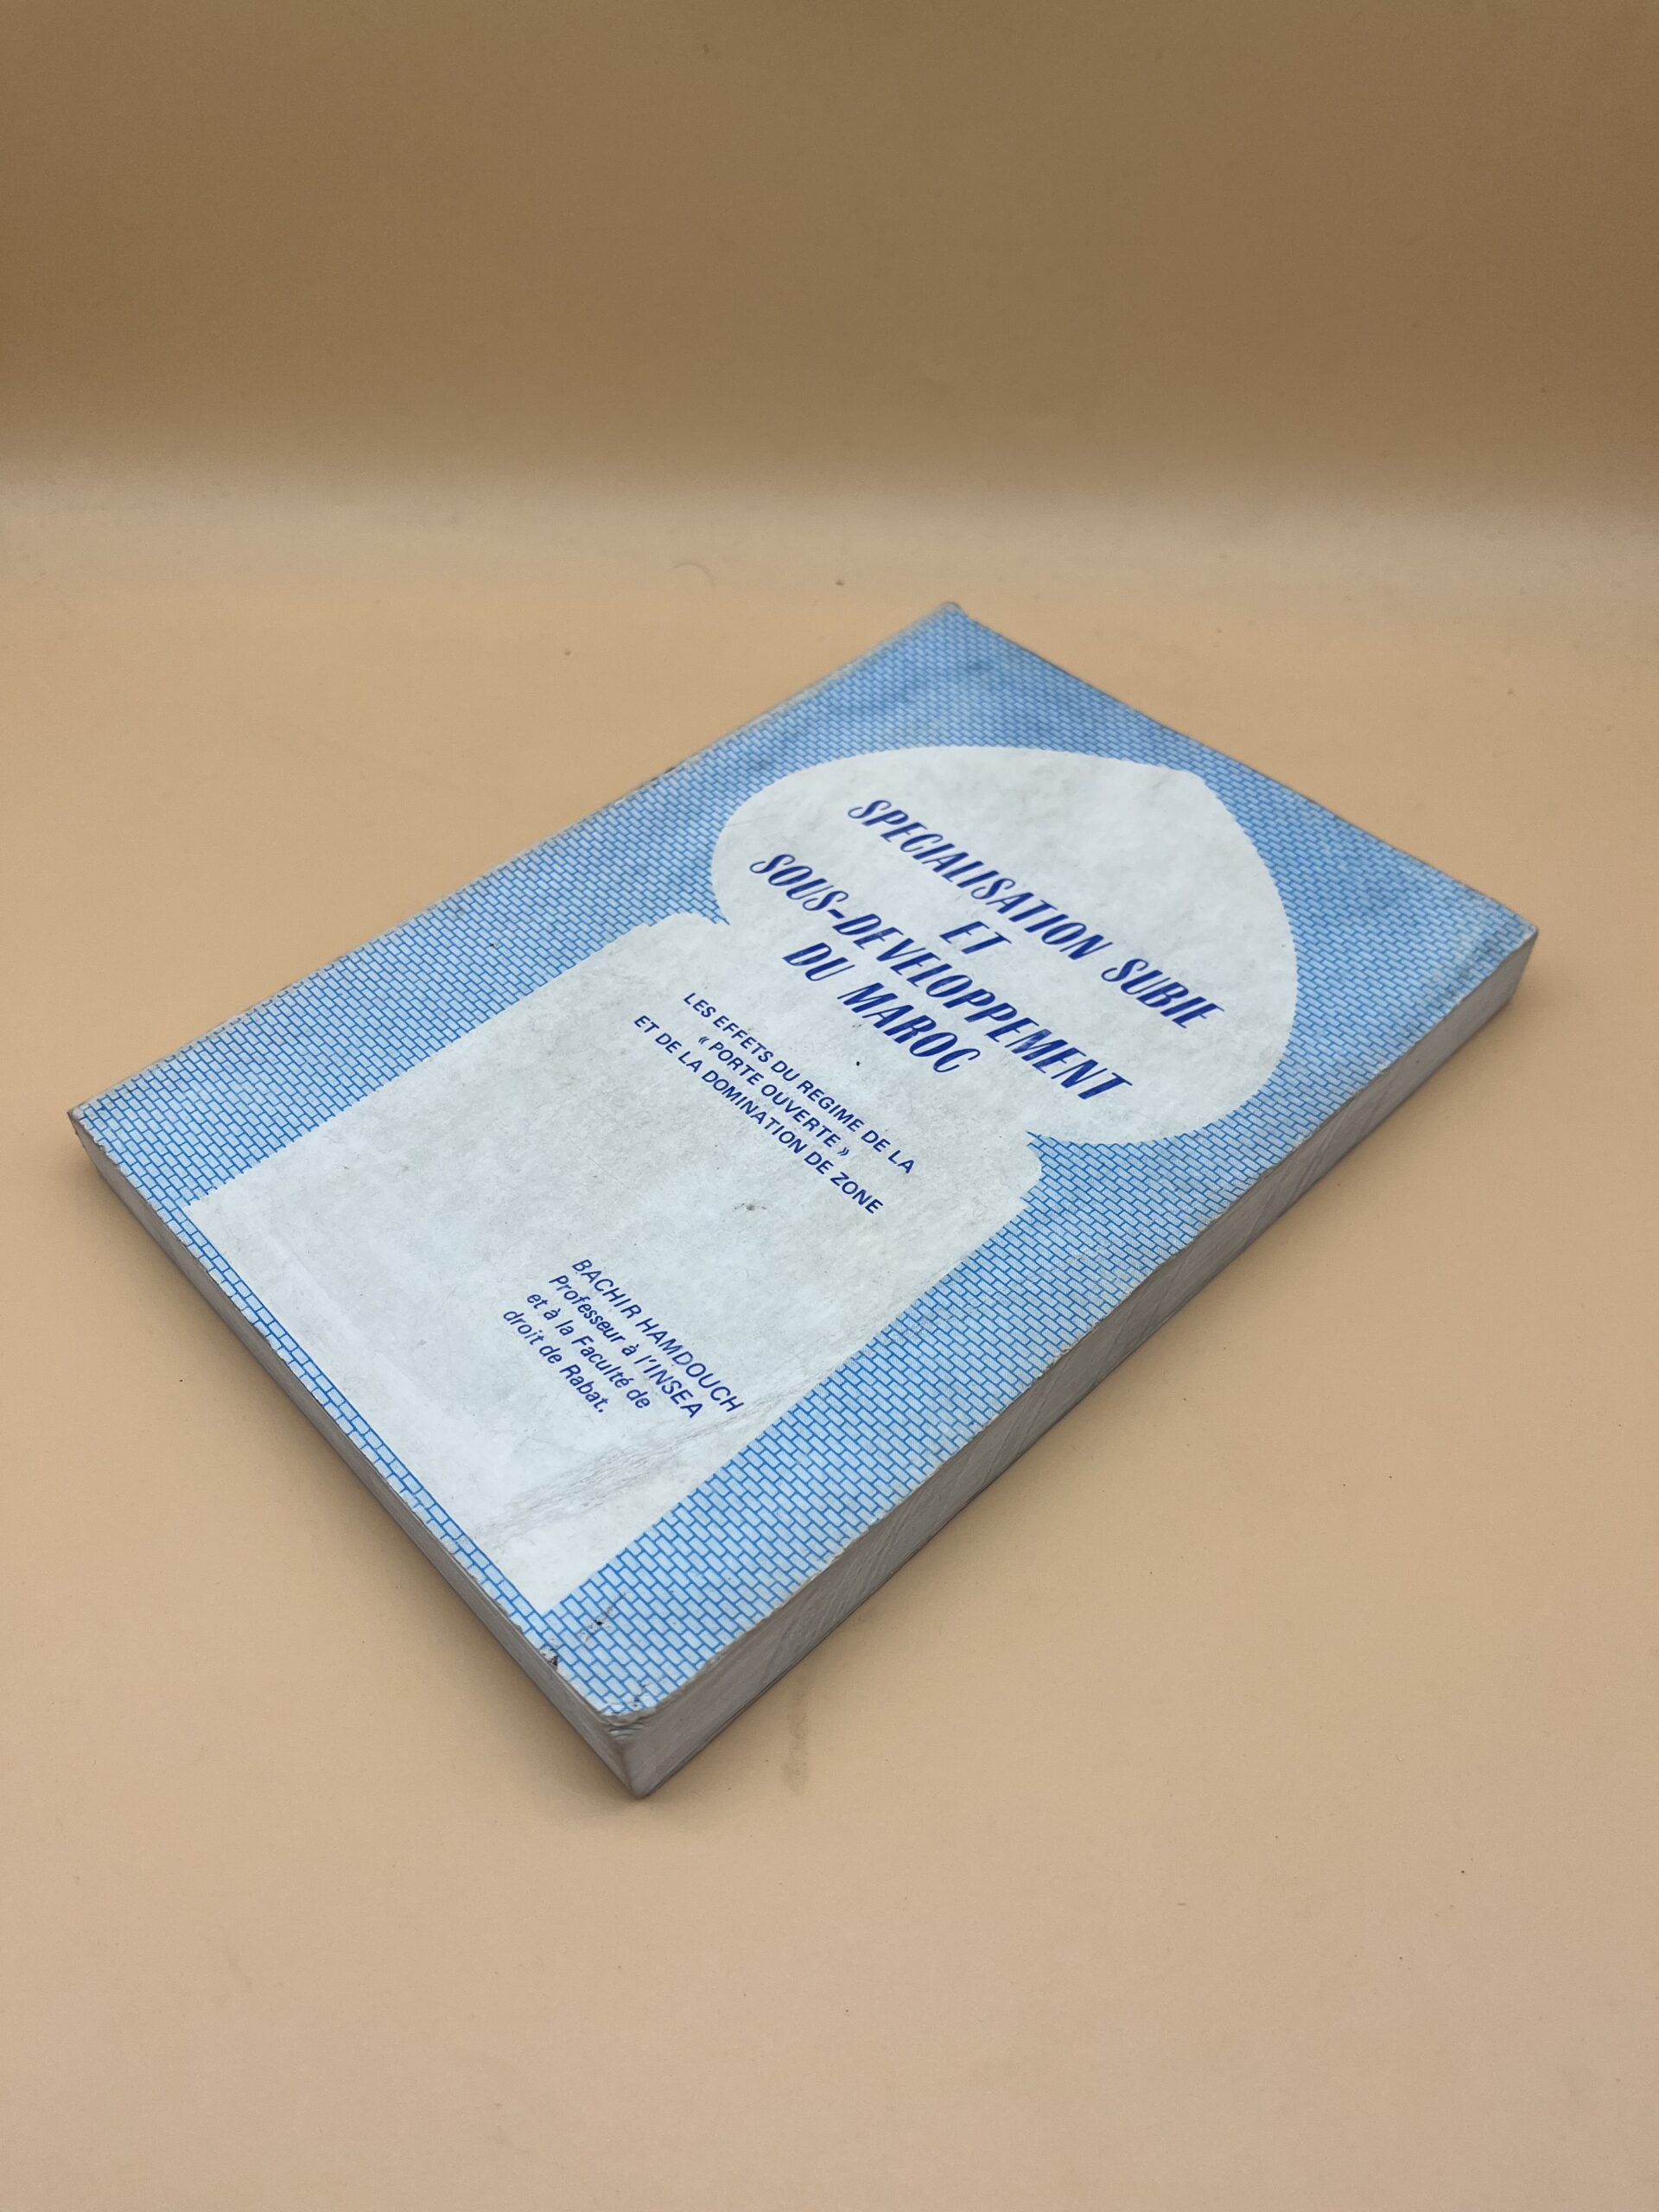 SPECIALISATION SUBIE
ET
SOUS-DEVELOPPEMENT
DU MAROC
LES EFFETS DU REGIME DE LA
« PORTE OUVERTE »
ET DE LA DOMINATION DE ZONE
BACHIR HAMDOUCH
Professeur à l'INSEA
et à la Faculté de
droit de Rabat.